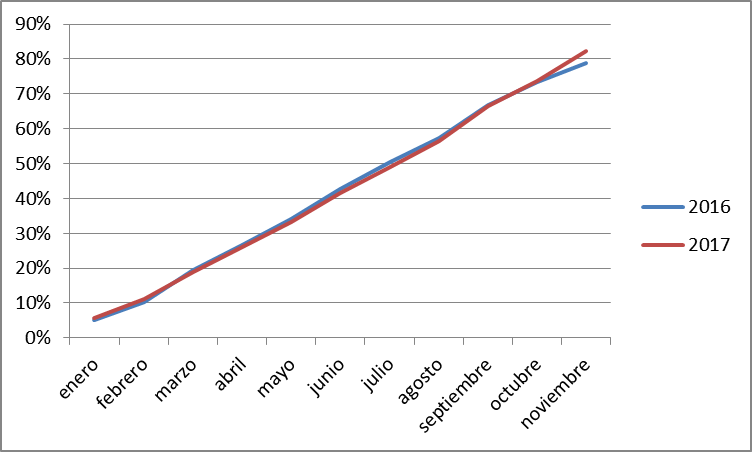 90%
80%
70%
60%
50%
40%
30%
20%
10%
0%
enero
febrero
marzo
abril
mayo
junio
julio
agosto
septiembre
octubre
noviembre
2016
2017